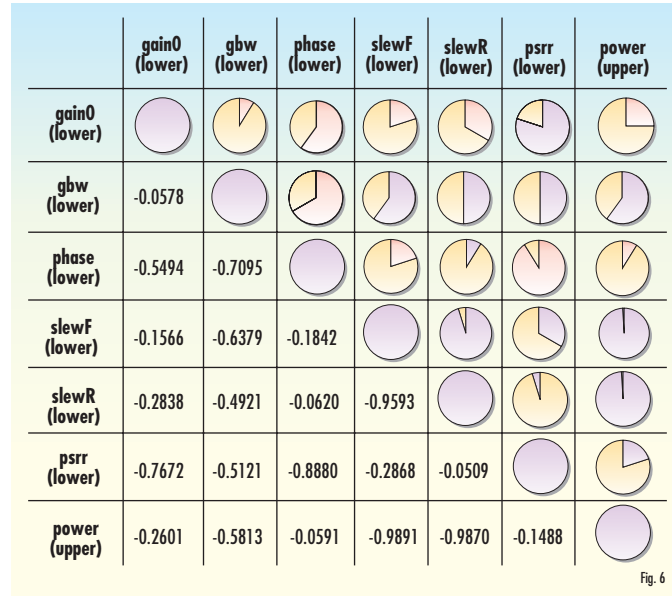 gain0 gbw phase slewF slewR psrr power
(lower) (lower) (lower) (lower) (lower) (lower) (upper)
gain0
(lower)
gbw
(lower)
-0.0578
phase
(lower)
-0.5494 -0.7095
slewF
(lower)
-0.1566 -0.6379 -0.1842
slewR
(lower)
-0.2838 -0.4921 -0.0620 -0.9593
psrr
(lower)
-0.7672 -0.5121 -0.8880 -0.2868 -0.0509
power
(upper)
-0.2601 -0.5813 -0.0591 -0.9891 -0.9870 -0.1488
Fig. 6